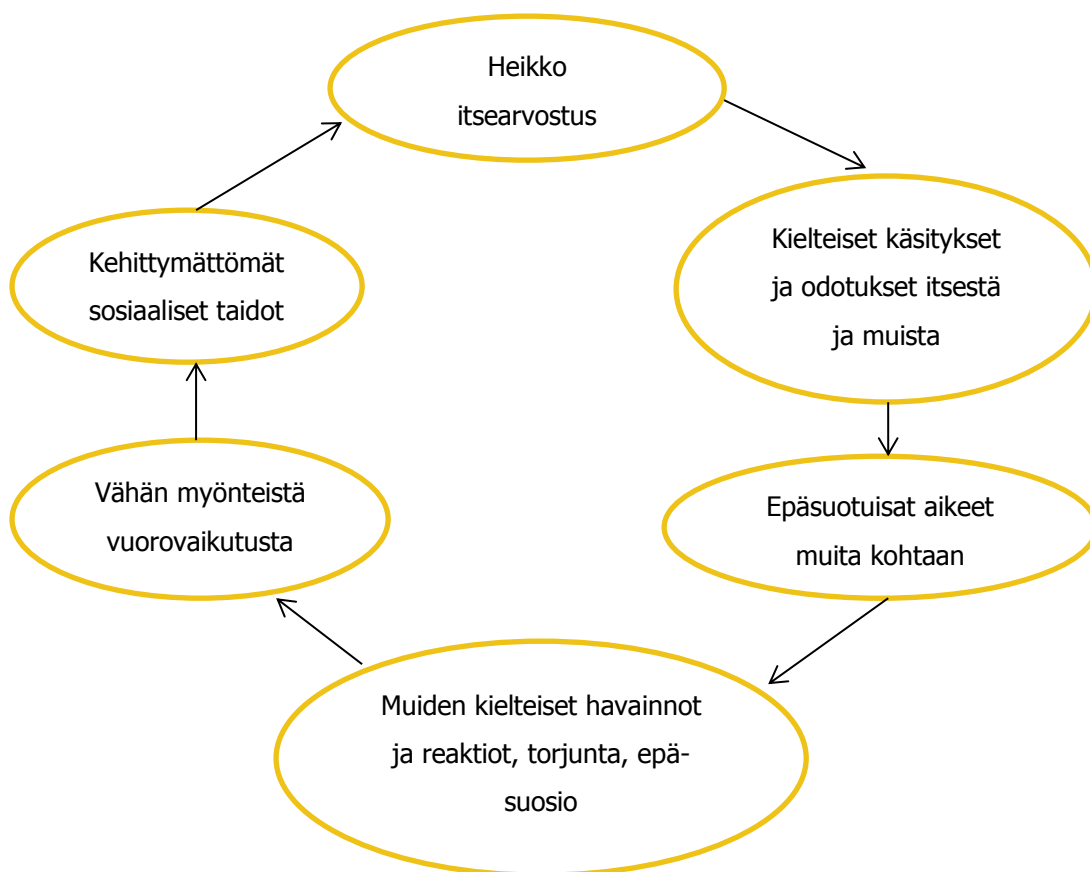 Heikko
itsearvostus
Kielteiset käsitykset
ja odotukset itsestä
ja muista
Epäsuotuisat aikeet
muita kohtaan
Muiden kielteiset havainnot
ja reaktiot, torjunta, epä-
suosio
Vähän myönteistä
vuorovaikutusta
Kehittymättömät
sosiaaliset taidot